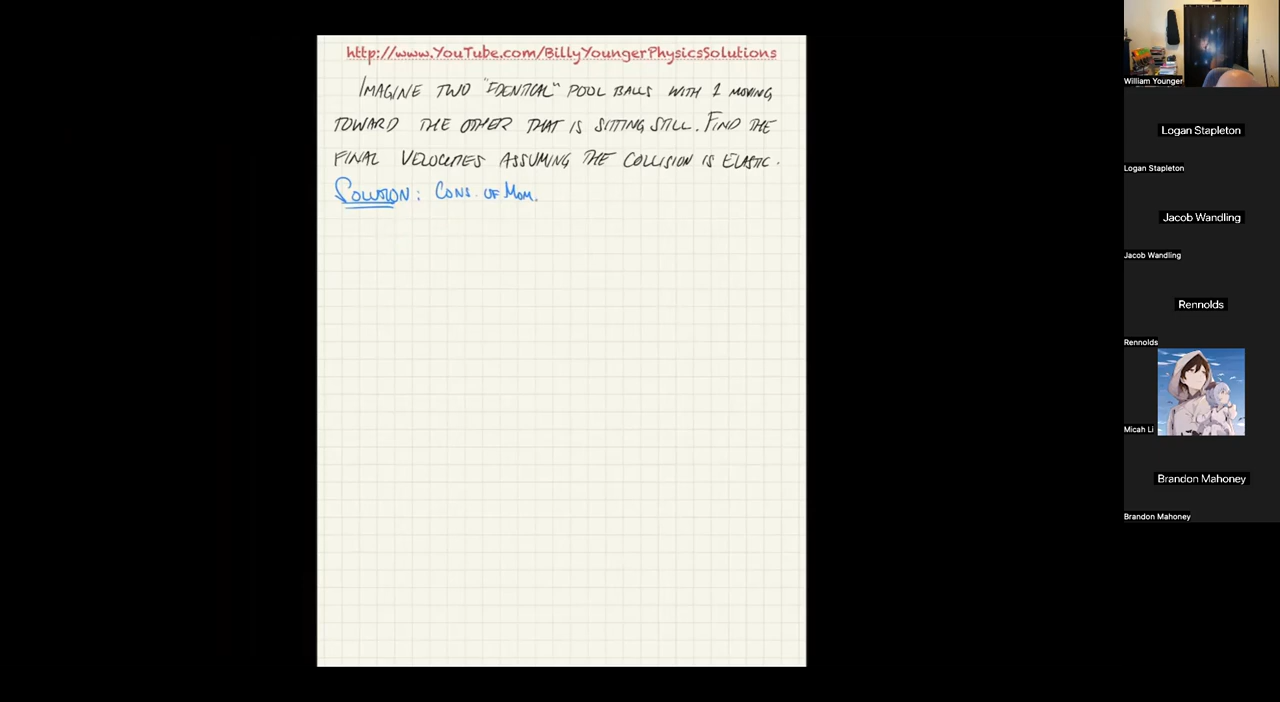 http://www.YouTube.com/BillyYoungerPhysicsSolutions
IMAGINE TWO "IDENTICAL" POOL BALLS WITH 1 MOVING
TOWARD THE OTHER THAT IS SITTING STILL. FIND THE
FINAL VELOCITIES ASSUMING THE COLLISION IS ELASTIC.
SOLUTION: CONS. OF MOM.
William Younger
Logan Stapleton
Logan Stapleton
Jacob Wandling
Jacob Wandling
Rennolds
Rennolds
Micah Li
Brandon Mahoney
Brandon Mahoney